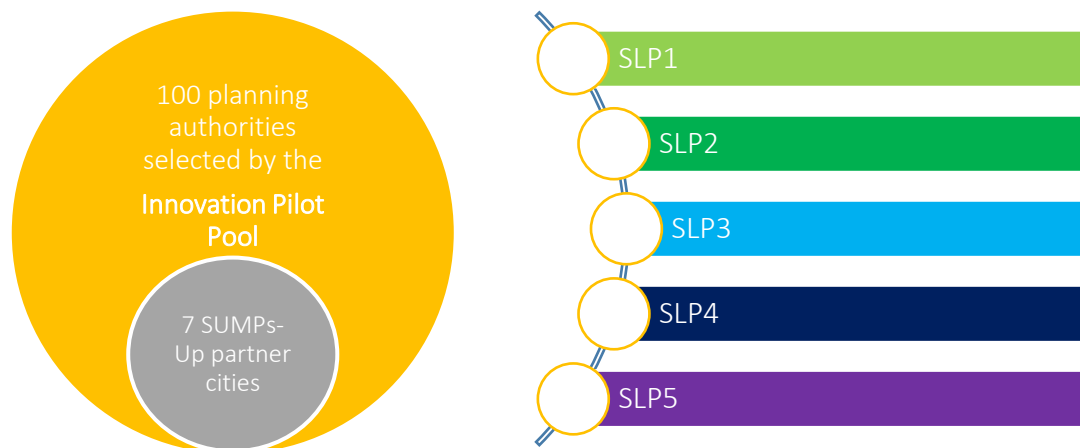 100 planning
authorities
selected by the
Innovation Pilot
Pool
7 SUMPs-
Up partner
cities
SLP1
SLP2
SLP3
SLP4
SLP5